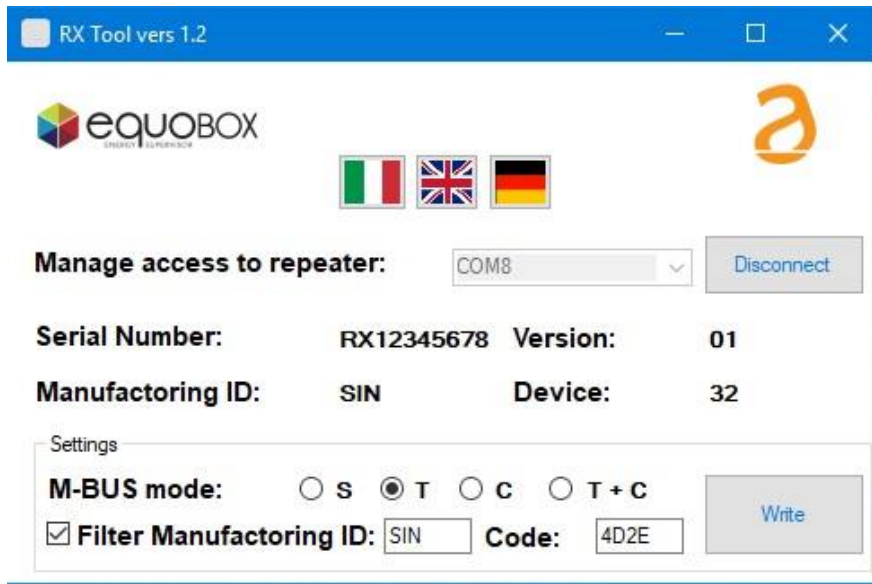 RX Tool vers 1.2
equoBOX
ENERGY SUPERVISOR
Manage access to repeater: COM8 Disconnect
Serial Number: RX12345678 Version: 01
Manufactoring ID: SIN Device: 32
Settings
M-BUS mode: S T C T + C
Write
Filter Manufactoring ID: SIN Code: 4D2E